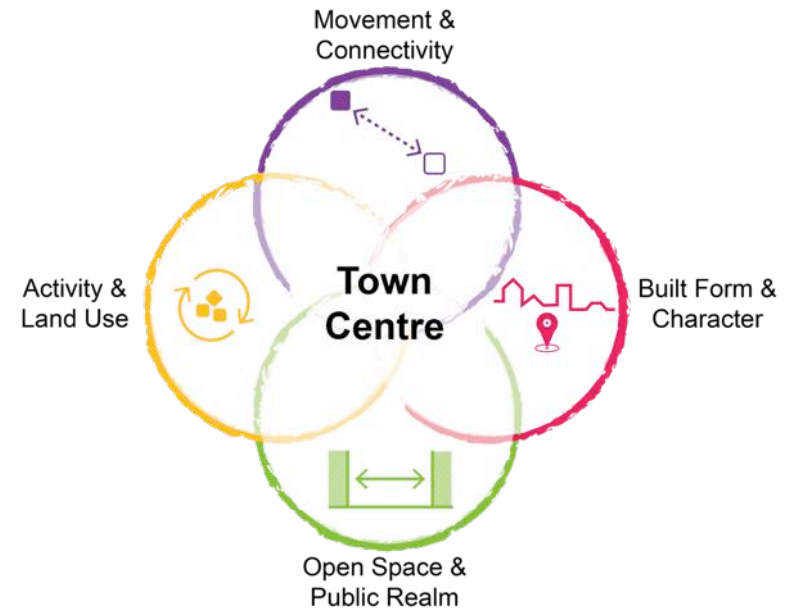 Movement &
Connectivity
Activity &
Land Use
Town
Centre
Built Form &
Character
Open Space &
Public Realm